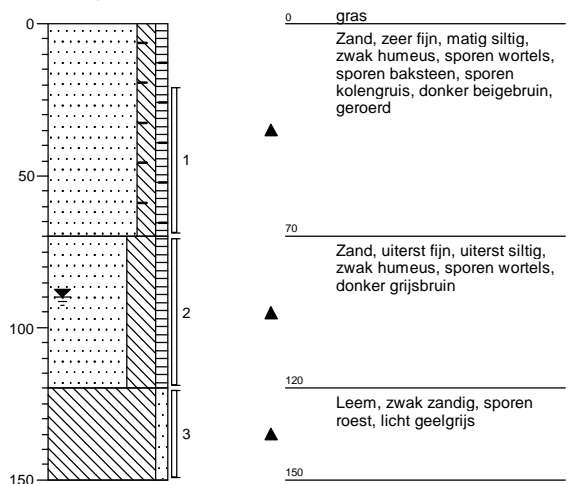 0
50
100
150
1
2
3
0 gras
Zand, zeer fijn, matig siltig,
zwak humeus, sporen wortels,
sporen baksteen, sporen
kolengruis, donker beigebruin,
geroerd
70
Zand, uiterst fijn, uiterst siltig,
zwak humeus, sporen wortels,
donker grijsbruin
120
Leem, zwak zandig, sporen
roest, licht geelgrijs
150